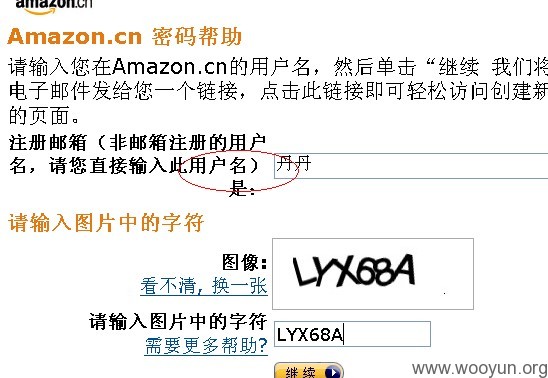 amazon.cn
Amazon.cn 密码帮助
请输入您在Amazon.cn的用户名，然后单击“继续 我们将
电子邮件发给您一个链接，点击此链接即可轻松访问创建新
的页面。
注册邮箱（非邮箱注册的用户
名，请您直接输入此用户名）
是：
丹丹
请输入图片中的字符
图像：
LYX68A
看不清, 换一张
请输入图片中的字符
LYX68A
需要更多帮助?
继续
www.wooyun.org